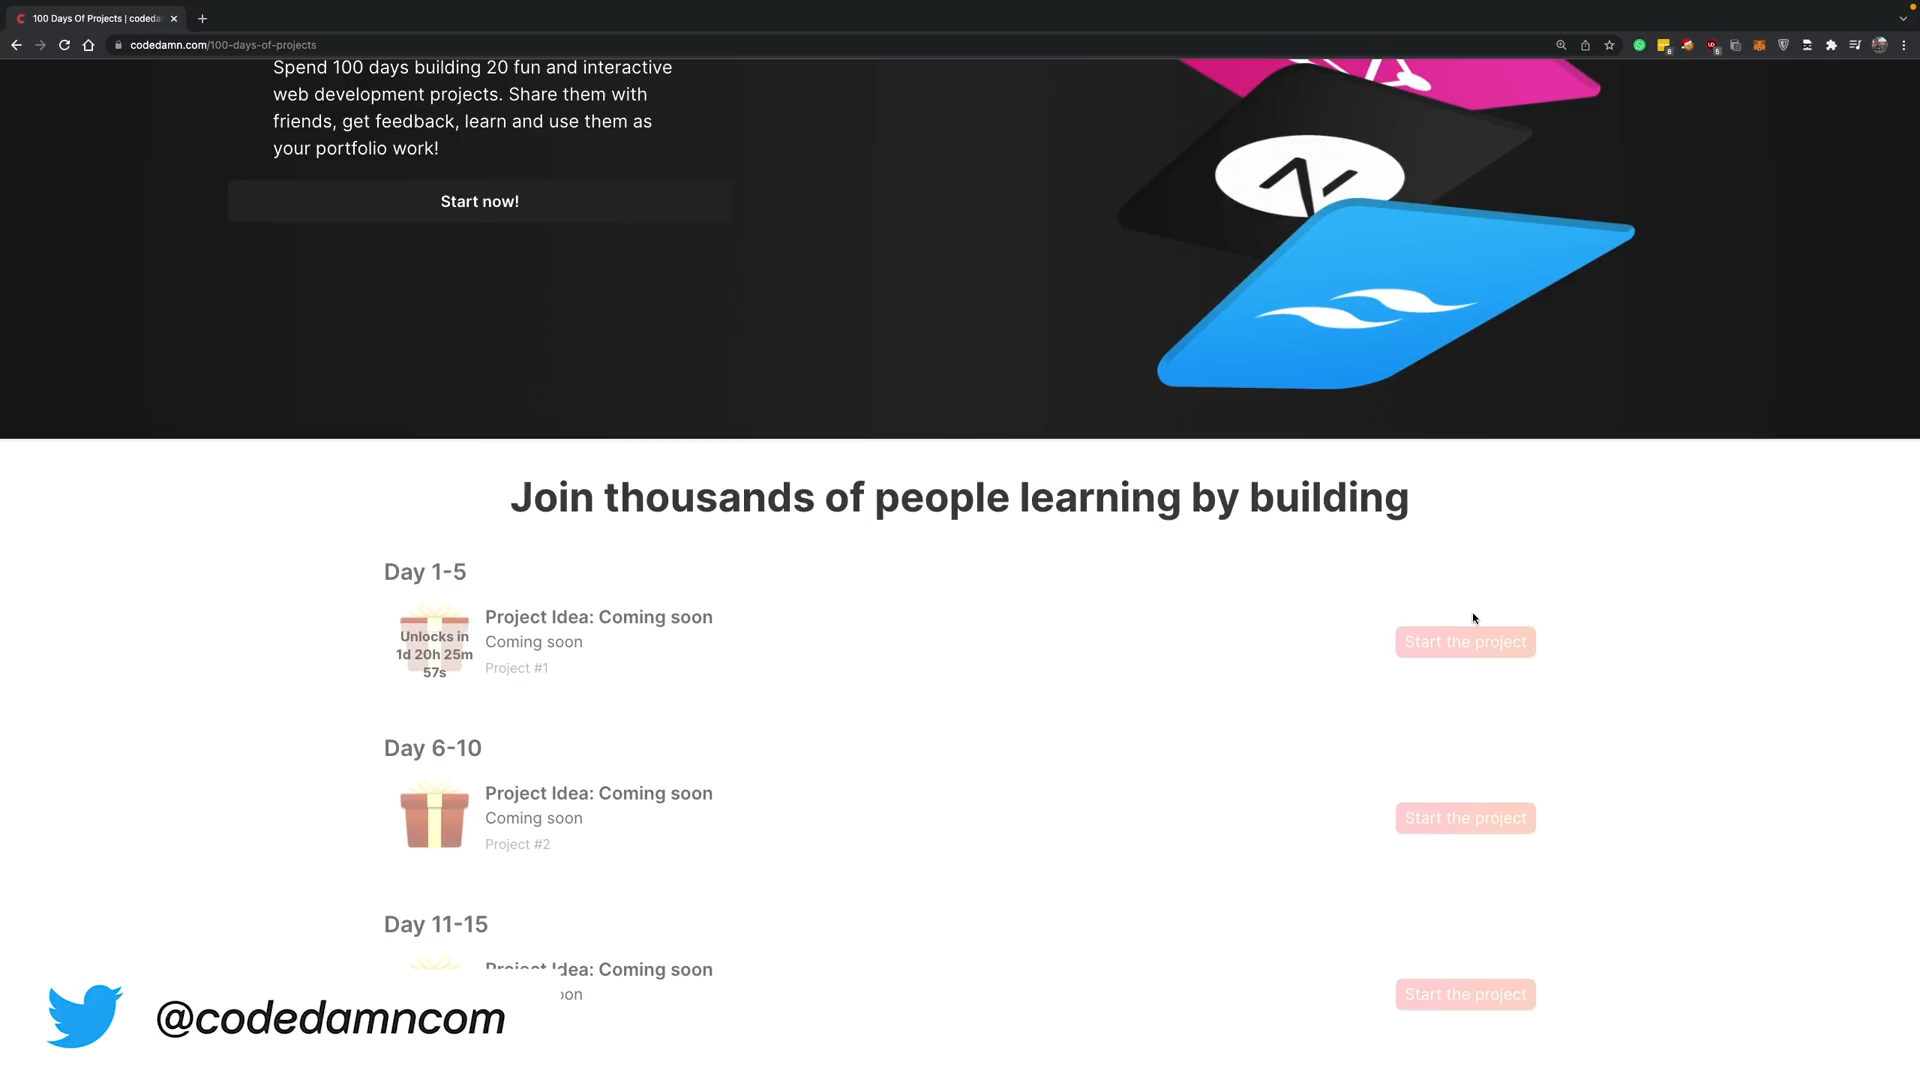 100 Days Of Projects | coded
codedamn.com/100-days-of-projects
Spend 100 days building 20 fun and interactive
web development projects. Share them with
friends, get feedback, learn and use them as
your portfolio work!
Start now!
Join thousands of people learning by building
Day 1-5
Project Idea: Coming soon
Coming soon
Project #1
Unlocks in
1d 20h 25m
57s
Start the project
Day 6-10
Project Idea: Coming soon
Coming soon
Project #2
Start the project
Day 11-15
Project Idea: Coming soon
oon
Start the project
@codedamncom